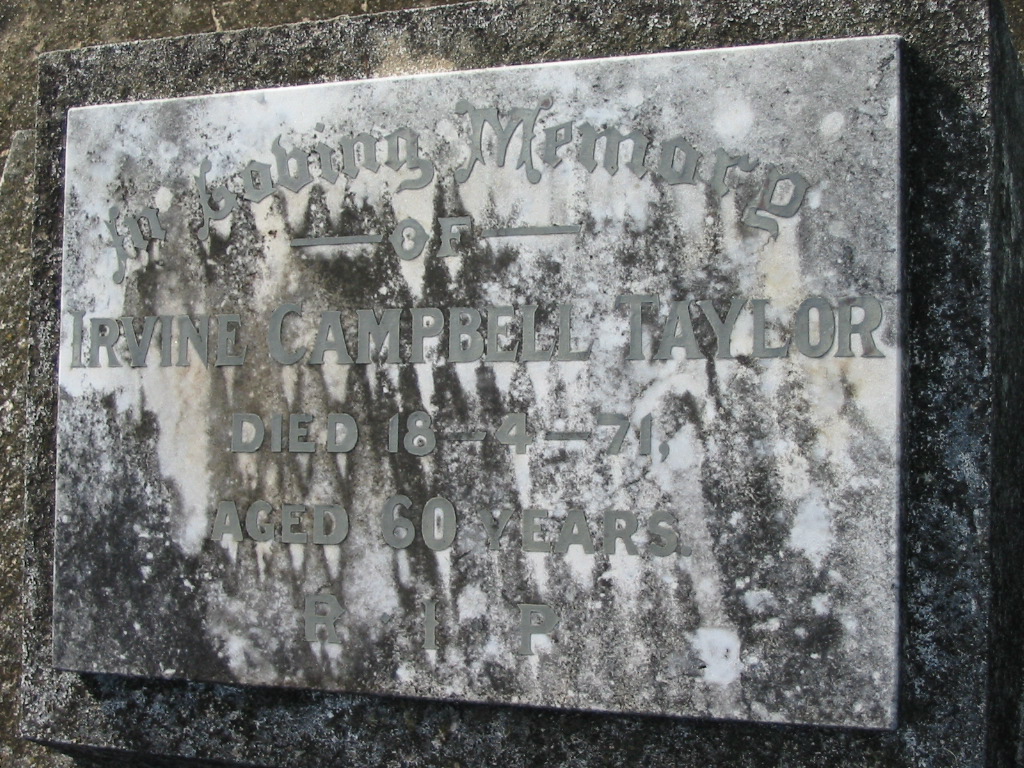 In Loving Memory
— OF —
IRVINE CAMPBELL TAYLOR
DIED 18-4-71,
AGED 60 YEARS.
R I P